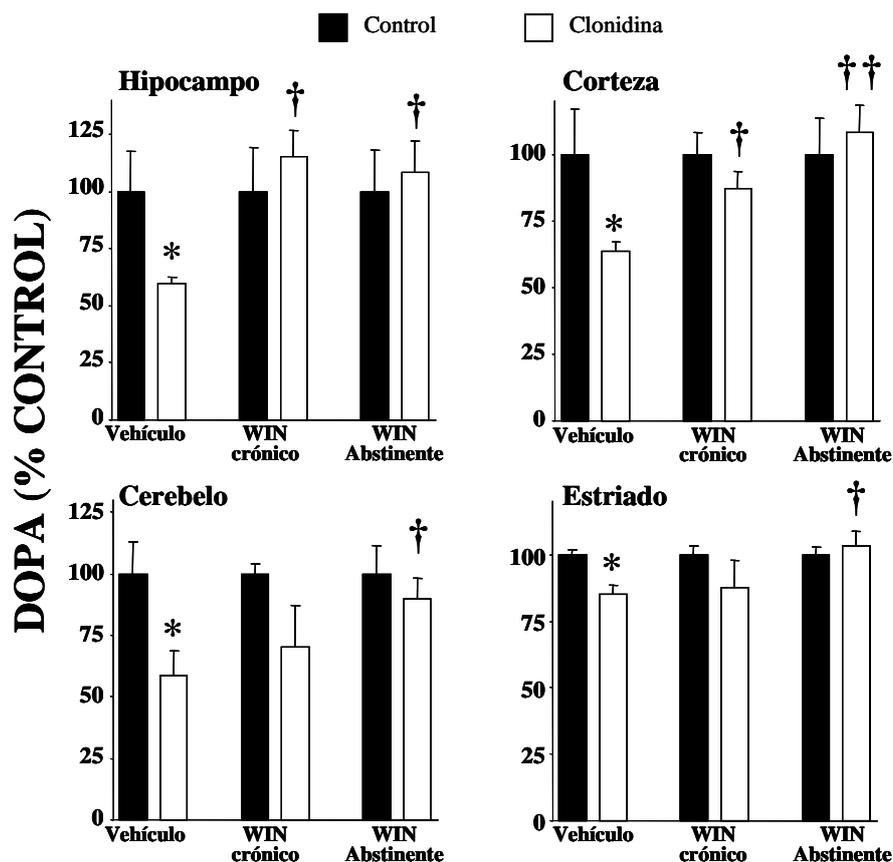 Control
Clonidina
DOPA (% CONTROL)
Hipocampo
†
†
125
100
*
75
50
25
0
Vehículo
WIN
crónico
WIN
Abstinente
Corteza
††
†
100
*
75
50
25
0
Vehículo
WIN
crónico
WIN
Abstinente
Cerebelo
†
125
100
*
75
50
25
0
Vehículo
WIN
crónico
WIN
Abstinente
Estriado
†
100
*
75
50
25
0
Vehículo
WIN
crónico
WIN
Abstinente